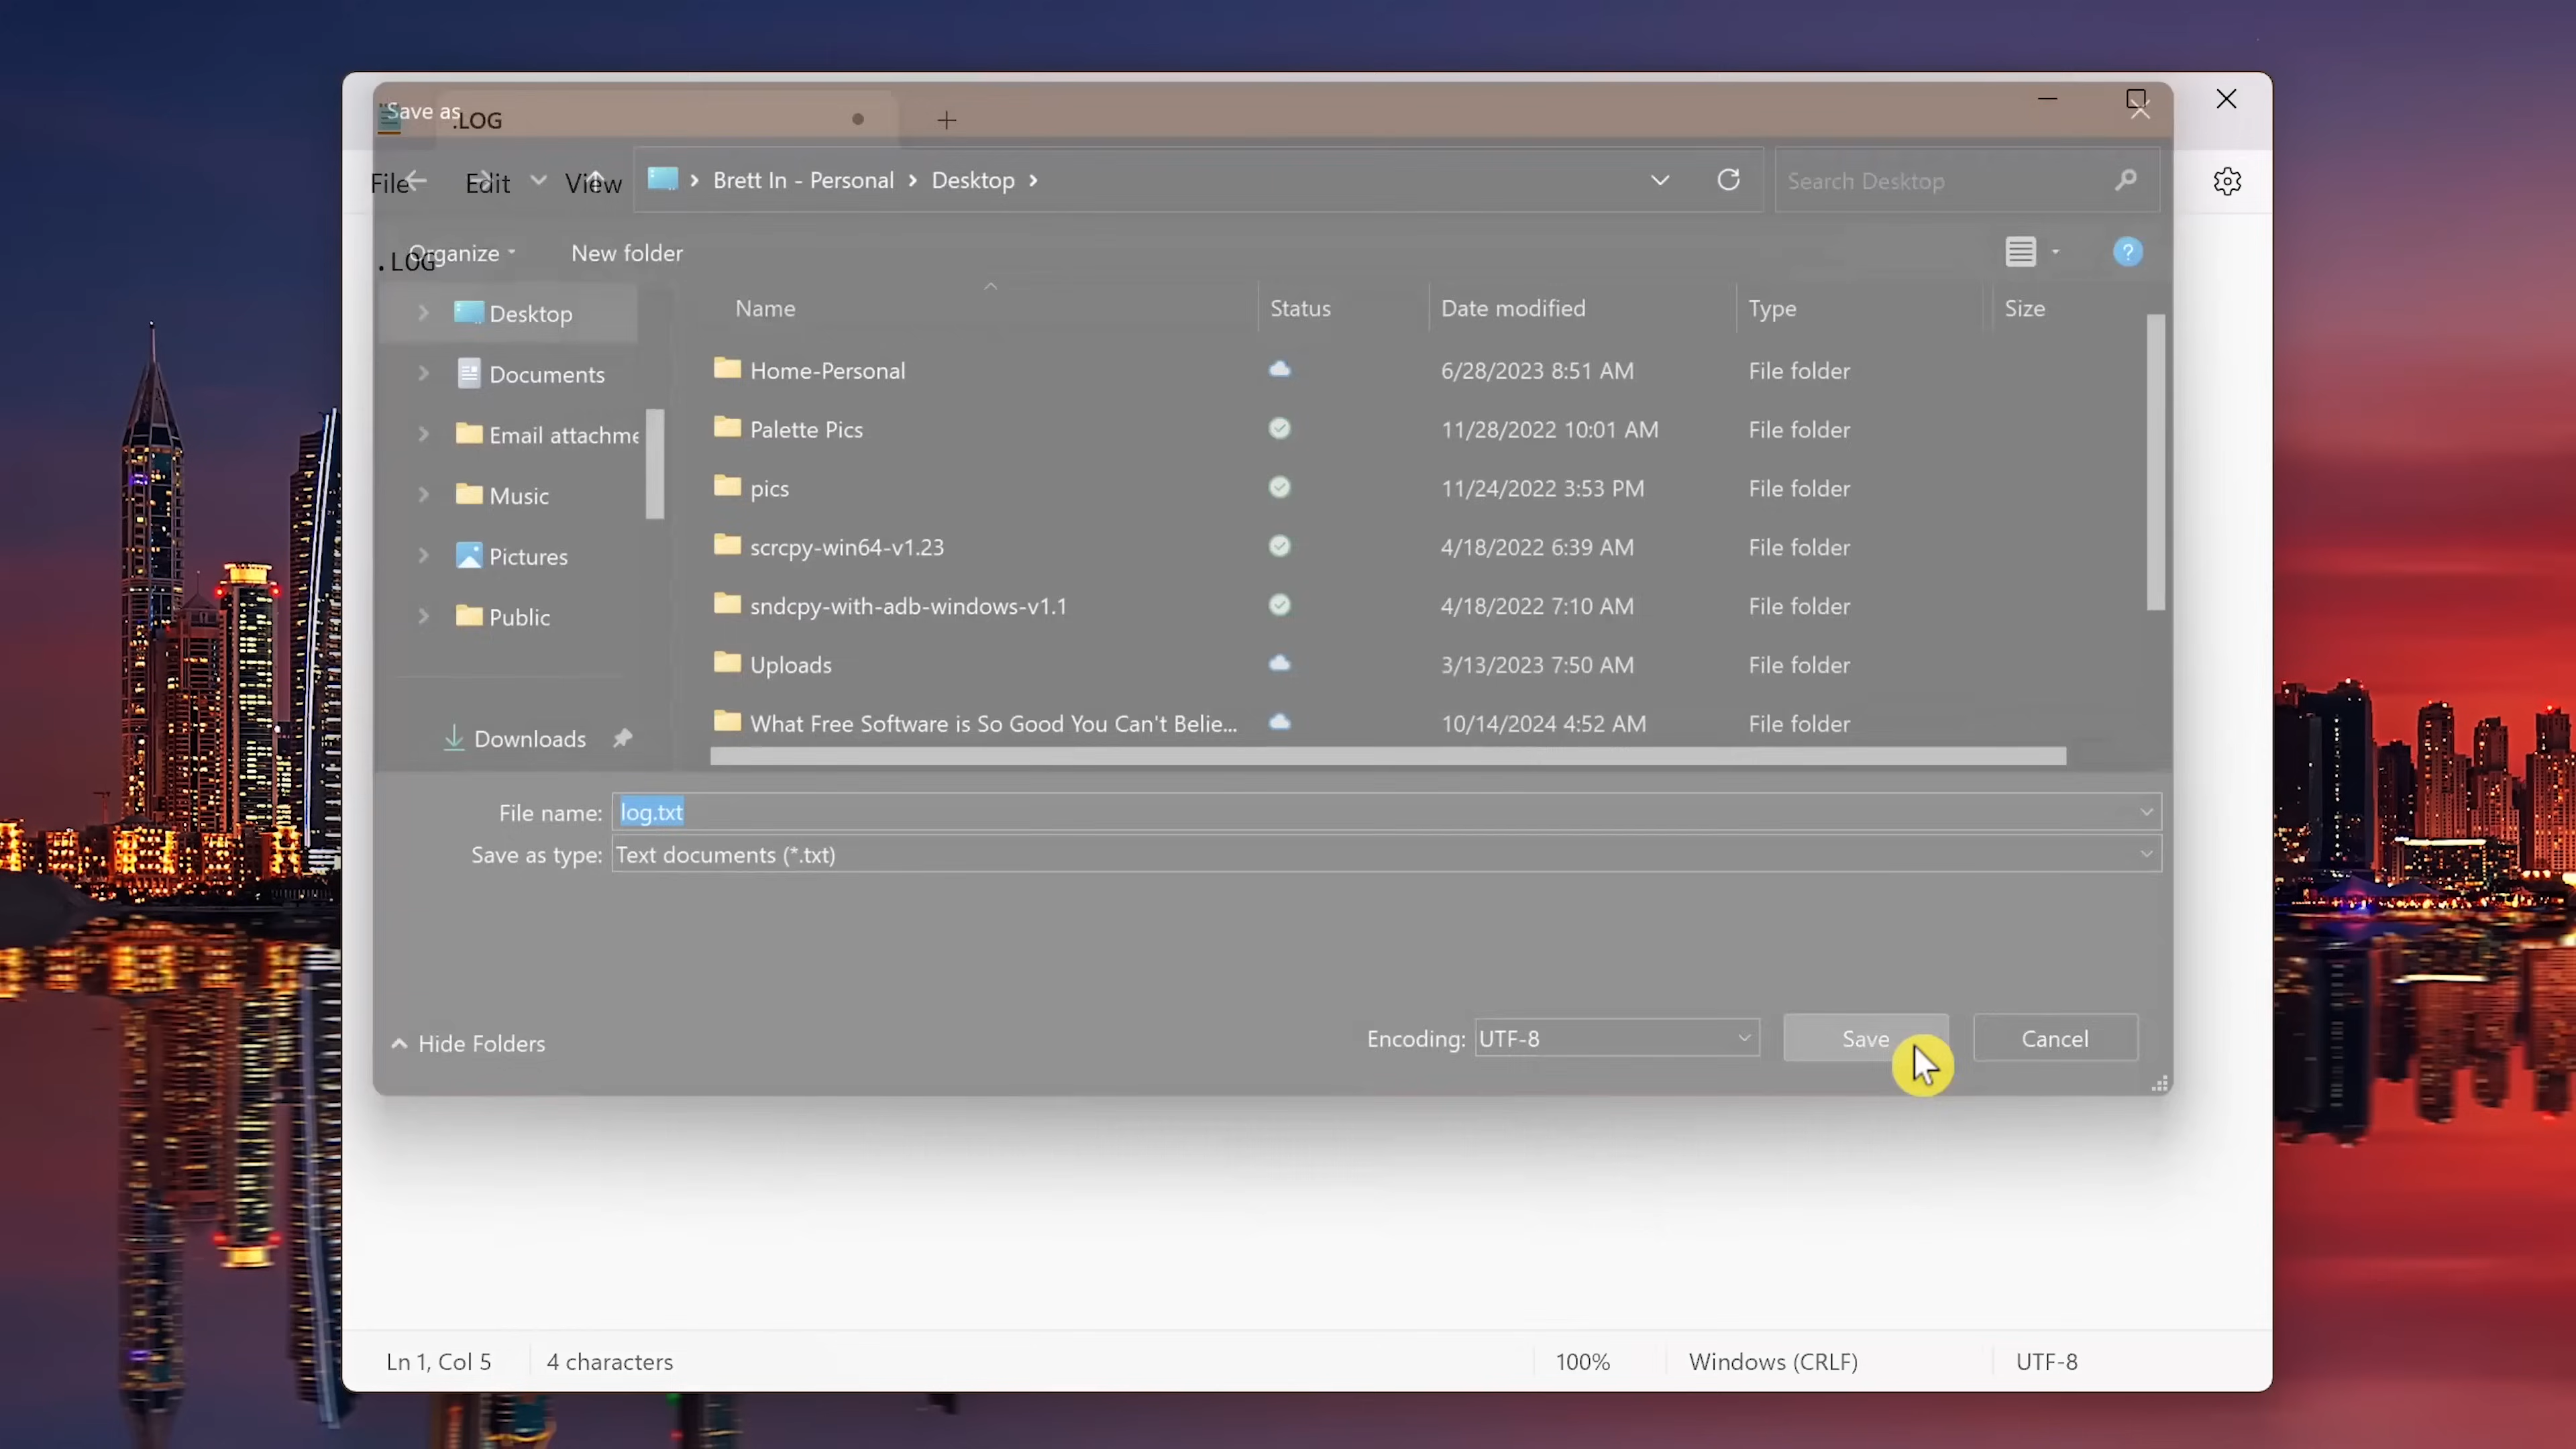 Save as
.LOG
File Edit View
Brett In - Personal Desktop
Search Desktop
Organize New folder
.LOG
Desktop
Documents
Email attachme
Music
Pictures
Public
Downloads
Name Status Date modified Type Size
Home-Personal 6/28/2023 8:51 AM File folder
Palette Pics 11/28/2022 10:01 AM File folder
pics 11/24/2022 3:53 PM File folder
scrcpy-win64-v1.23 4/18/2022 6:39 AM File folder
sndcpy-with-adb-windows-v1.1 4/18/2022 7:10 AM File folder
Uploads 3/13/2023 7:50 AM File folder
What Free Software is So Good You Can't Belie... 10/14/2024 4:52 AM File folder
File name: log.txt
Save as type: Text documents (*.txt)
Hide Folders Encoding: UTF-8 Save Cancel
Ln 1, Col 5 4 characters 100% Windows (CRLF) UTF-8